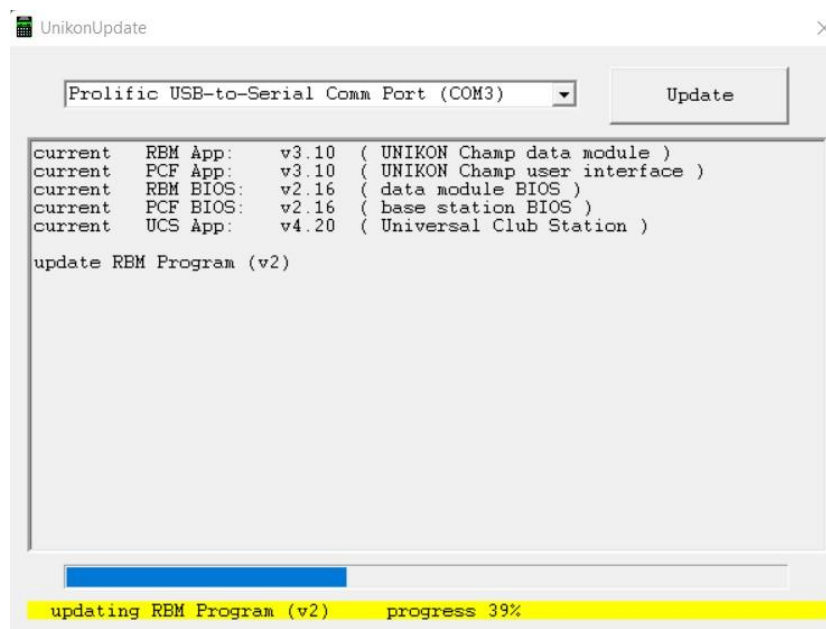 UnikonUpdate
Prolific USB-to-Serial Comm Port (COM3)
Update
current RBM App: v3.10 ( UNIKON Champ data module )
current PCF App: v3.10 ( UNIKON Champ user interface )
current RBM BIOS: v2.16 ( data module BIOS )
current PCF BIOS: v2.16 ( base station BIOS )
current UCS App: v4.20 ( Universal Club Station )
update RBM Program (v2)
updating RBM Program (v2) progress 39%